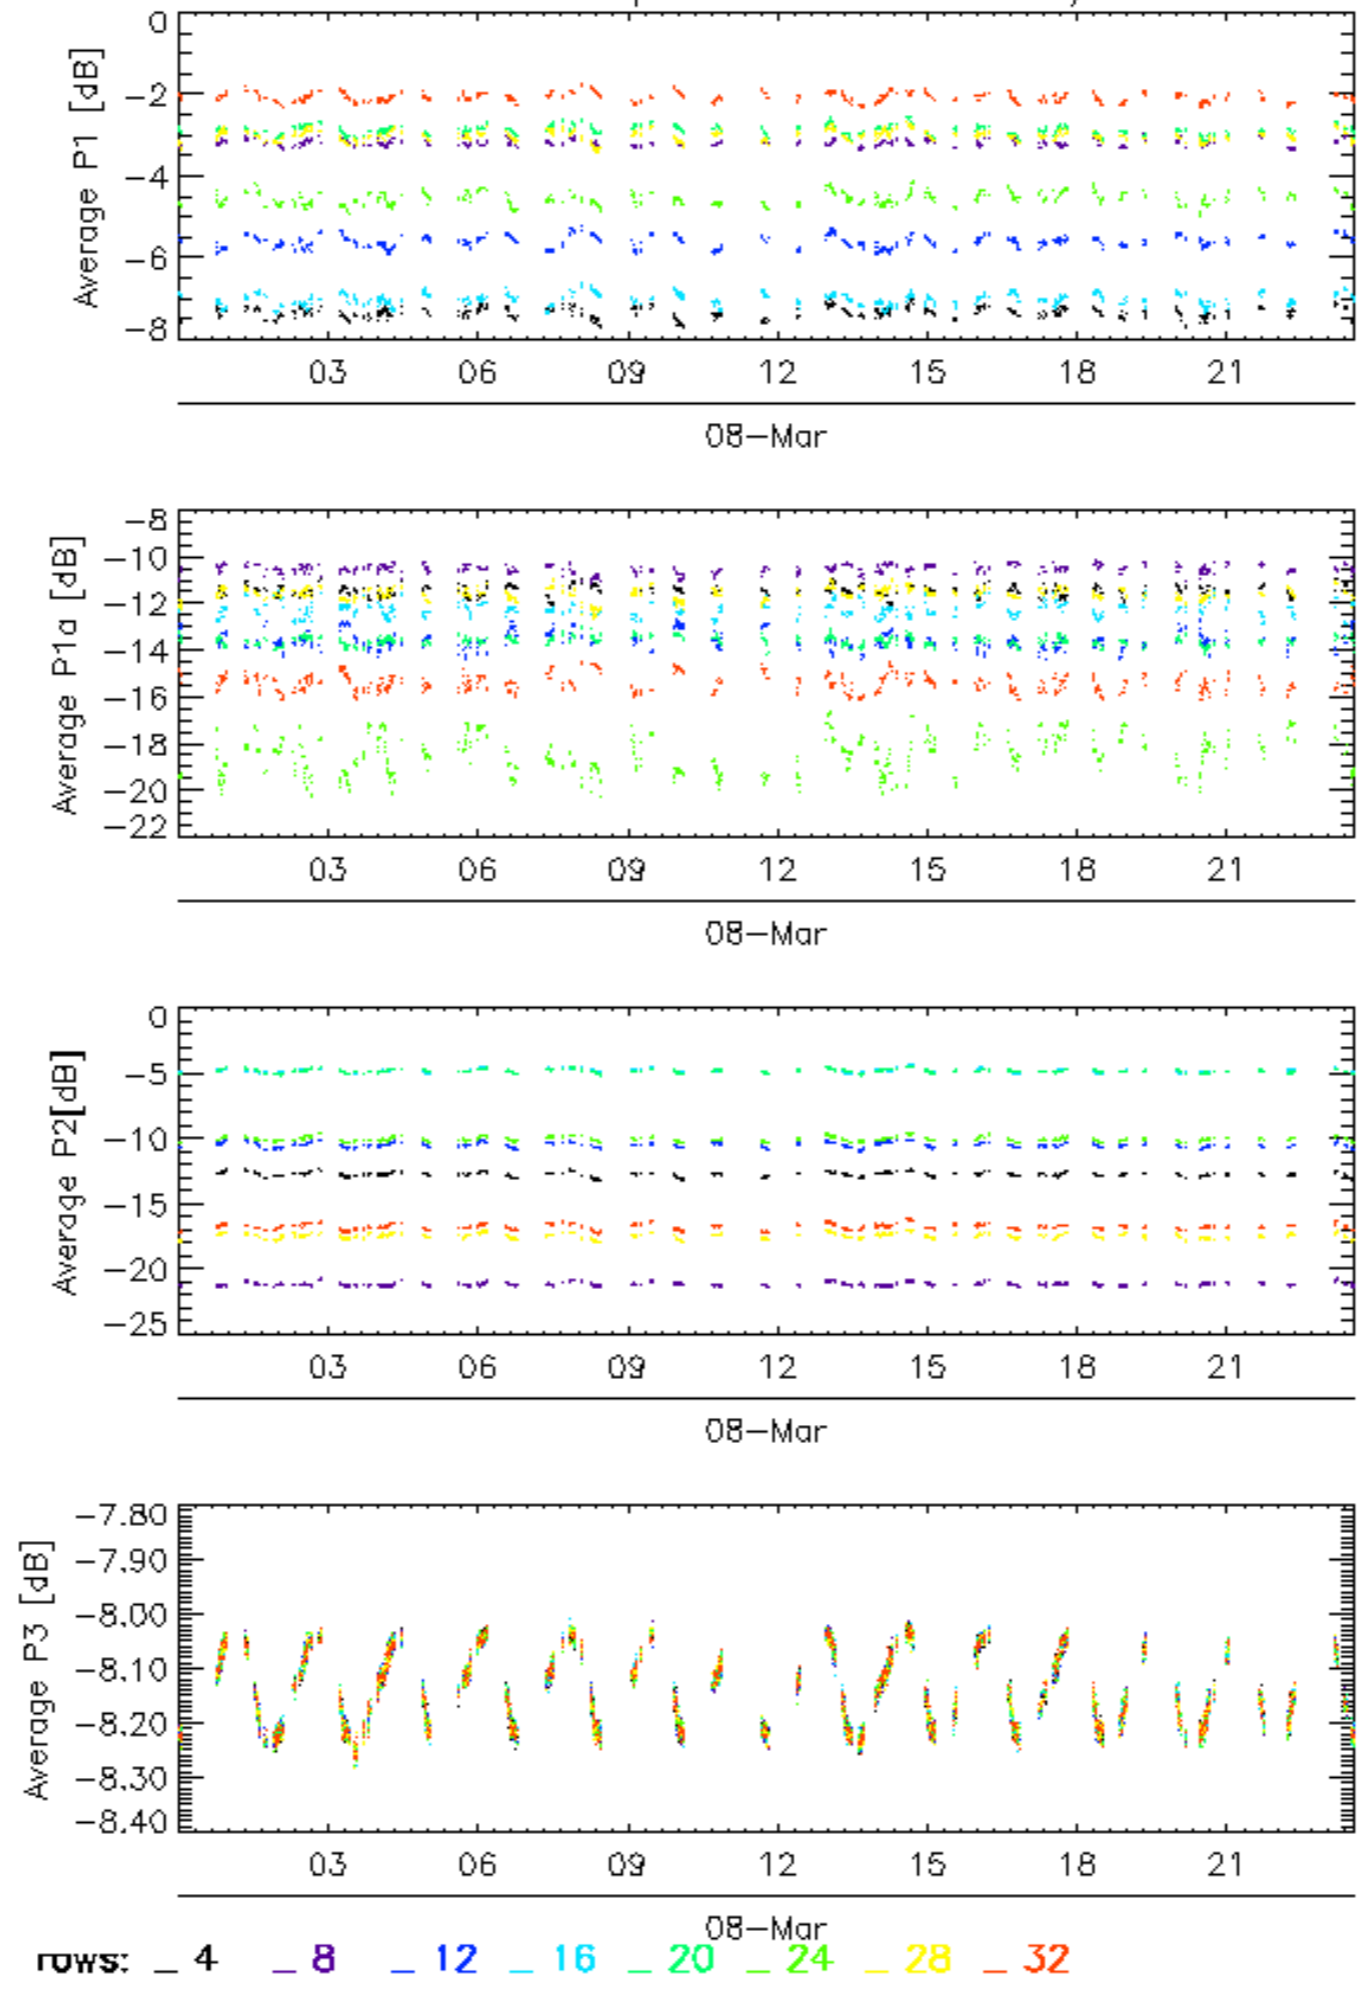 0
-2
-4
-6
-8
Average P1 [dB]
03 06 09 12 15 18 21
08-Mar
-8
-10
-12
-14
-16
-18
-20
-22
Average P1a [dB]
03 06 09 12 15 18 21
08-Mar
0
-5
-10
-15
-20
-25
Average P2[dB]
03 06 09 12 15 18 21
08-Mar
-7.80
-7.90
-8.00
-8.10
-8.20
-8.30
-8.40
Average P3 [dB]
03 06 09 12 15 18 21
08-Mar
rows: _ 4 _ 8 _ 12 _ 16 _ 20 _ 24 _ 28 _ 32